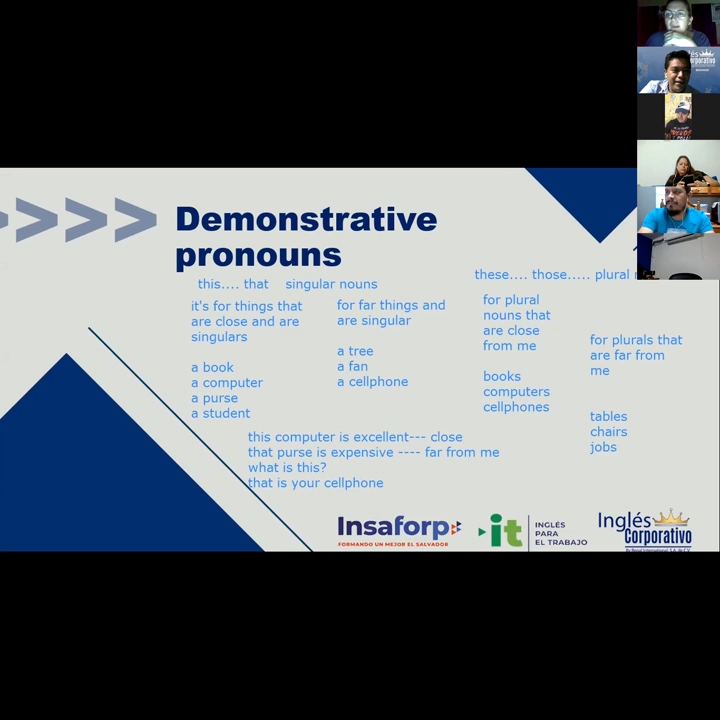 >>>>
Demonstrative
pronouns
this.... that singular nouns
these.... those..... plural
it's for things that
are close and are
singulars
a book
a computer
a purse
a student
for far things and
are singular
a tree
a fan
a cellphone
for plural
nouns that
are close
from me
books
computers
cellphones
for plurals that
are far from
me
tables
chairs
jobs
this computer is excellent--- close
that purse is expensive ---- far from me
what is this?
that is your cellphone
Insaforp
FORMANDO UN MEJOR EL SALVADOR
it
INGLÉS
PARA
EL TRABAJO
Inglés
Corporativo